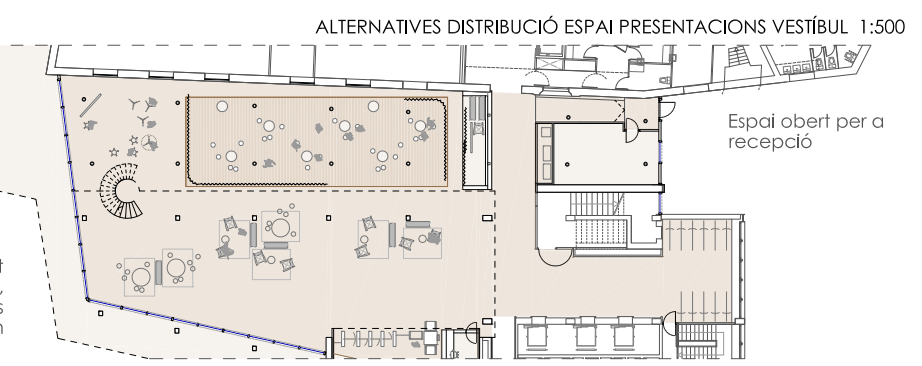 ALTERNATIVES DISTRIBUCIÓ ESPAI PRESENTACIONS VESTÍBUL 1:500
Espai obert per a
recepció